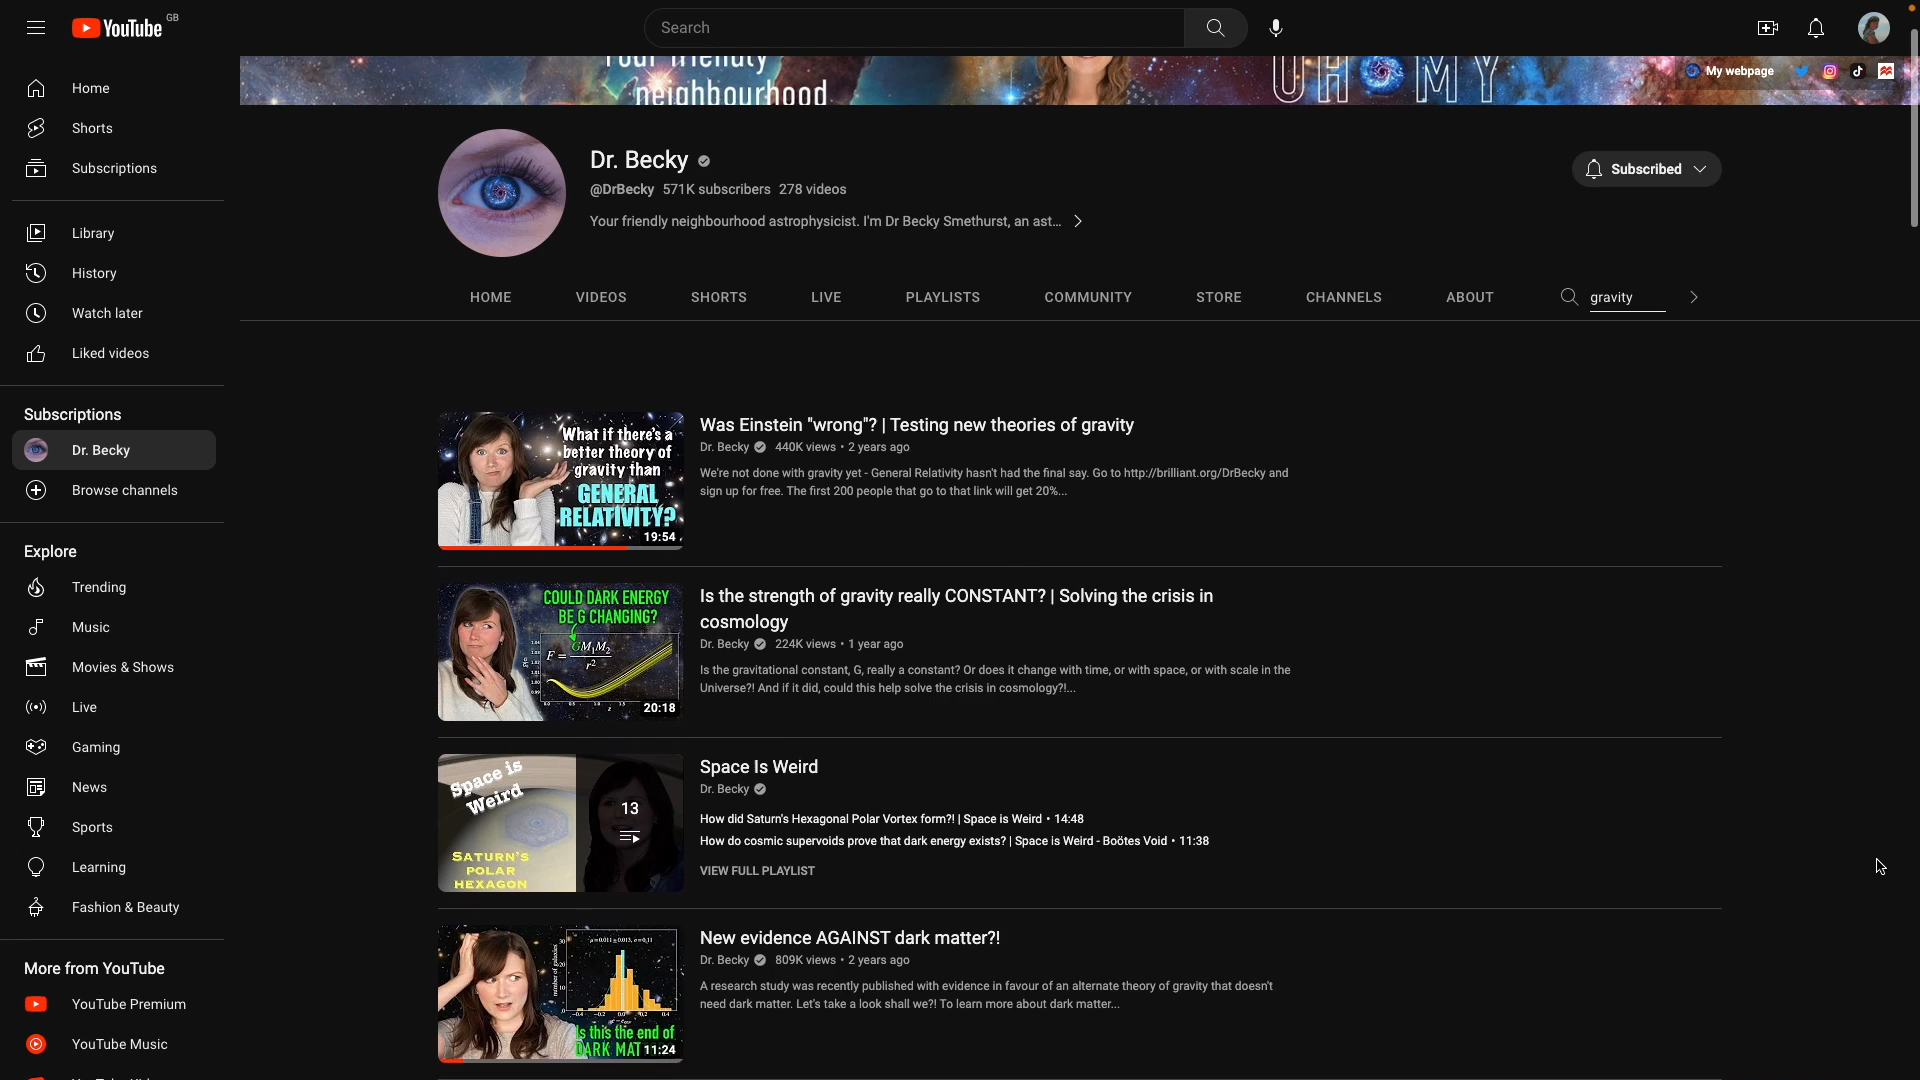 YouTube GB
Search
Home
Shorts
Subscriptions
Library
History
Watch later
Liked videos
Subscriptions
Dr. Becky
Browse channels
Explore
Trending
Music
Movies & Shows
Live
Gaming
News
Sports
Learning
Fashion & Beauty
More from YouTube
YouTube Premium
YouTube Music
Your friendly
neighbourhood
OH MY
My webpage
Dr. Becky
@DrBecky 571K subscribers 278 videos
Your friendly neighbourhood astrophysicist. I'm Dr Becky Smethurst, an ast...
Subscribed
HOME VIDEOS SHORTS LIVE PLAYLISTS COMMUNITY STORE CHANNELS ABOUT gravity
What if there's a
better theory of
gravity than
GENERAL
RELATIVITY?
19:54
Was Einstein "wrong"? | Testing new theories of gravity
Dr. Becky 440K views • 2 years ago
We're not done with gravity yet - General Relativity hasn't had the final say. Go to http://brilliant.org/DrBecky and
sign up for free. The first 200 people that go to that link will get 20%...
COULD DARK ENERGY
BE G CHANGING?
F = GM₁M₂
r²
20:18
Is the strength of gravity really CONSTANT? | Solving the crisis in
cosmology
Dr. Becky 224K views • 1 year ago
Is the gravitational constant, G, really a constant? Or does it change with time, or with space, or with scale in the
Universe?! And if it did, could this help solve the crisis in cosmology?!...
Space is
Weird
SATURN'S
POLAR
HEXAGON
13
Space Is Weird
Dr. Becky
How did Saturn's Hexagonal Polar Vortex form?! | Space is Weird • 14:48
How do cosmic supervoids prove that dark energy exists? | Space is Weird - Boötes Void • 11:38
VIEW FULL PLAYLIST
number of galaxies
Is this the end of
DARK MAT
11:24
New evidence AGAINST dark matter?!
Dr. Becky 809K views • 2 years ago
A research study was recently published with evidence in favour of an alternate theory of gravity that doesn't
need dark matter. Let's take a look shall we?! To learn more about dark matter...